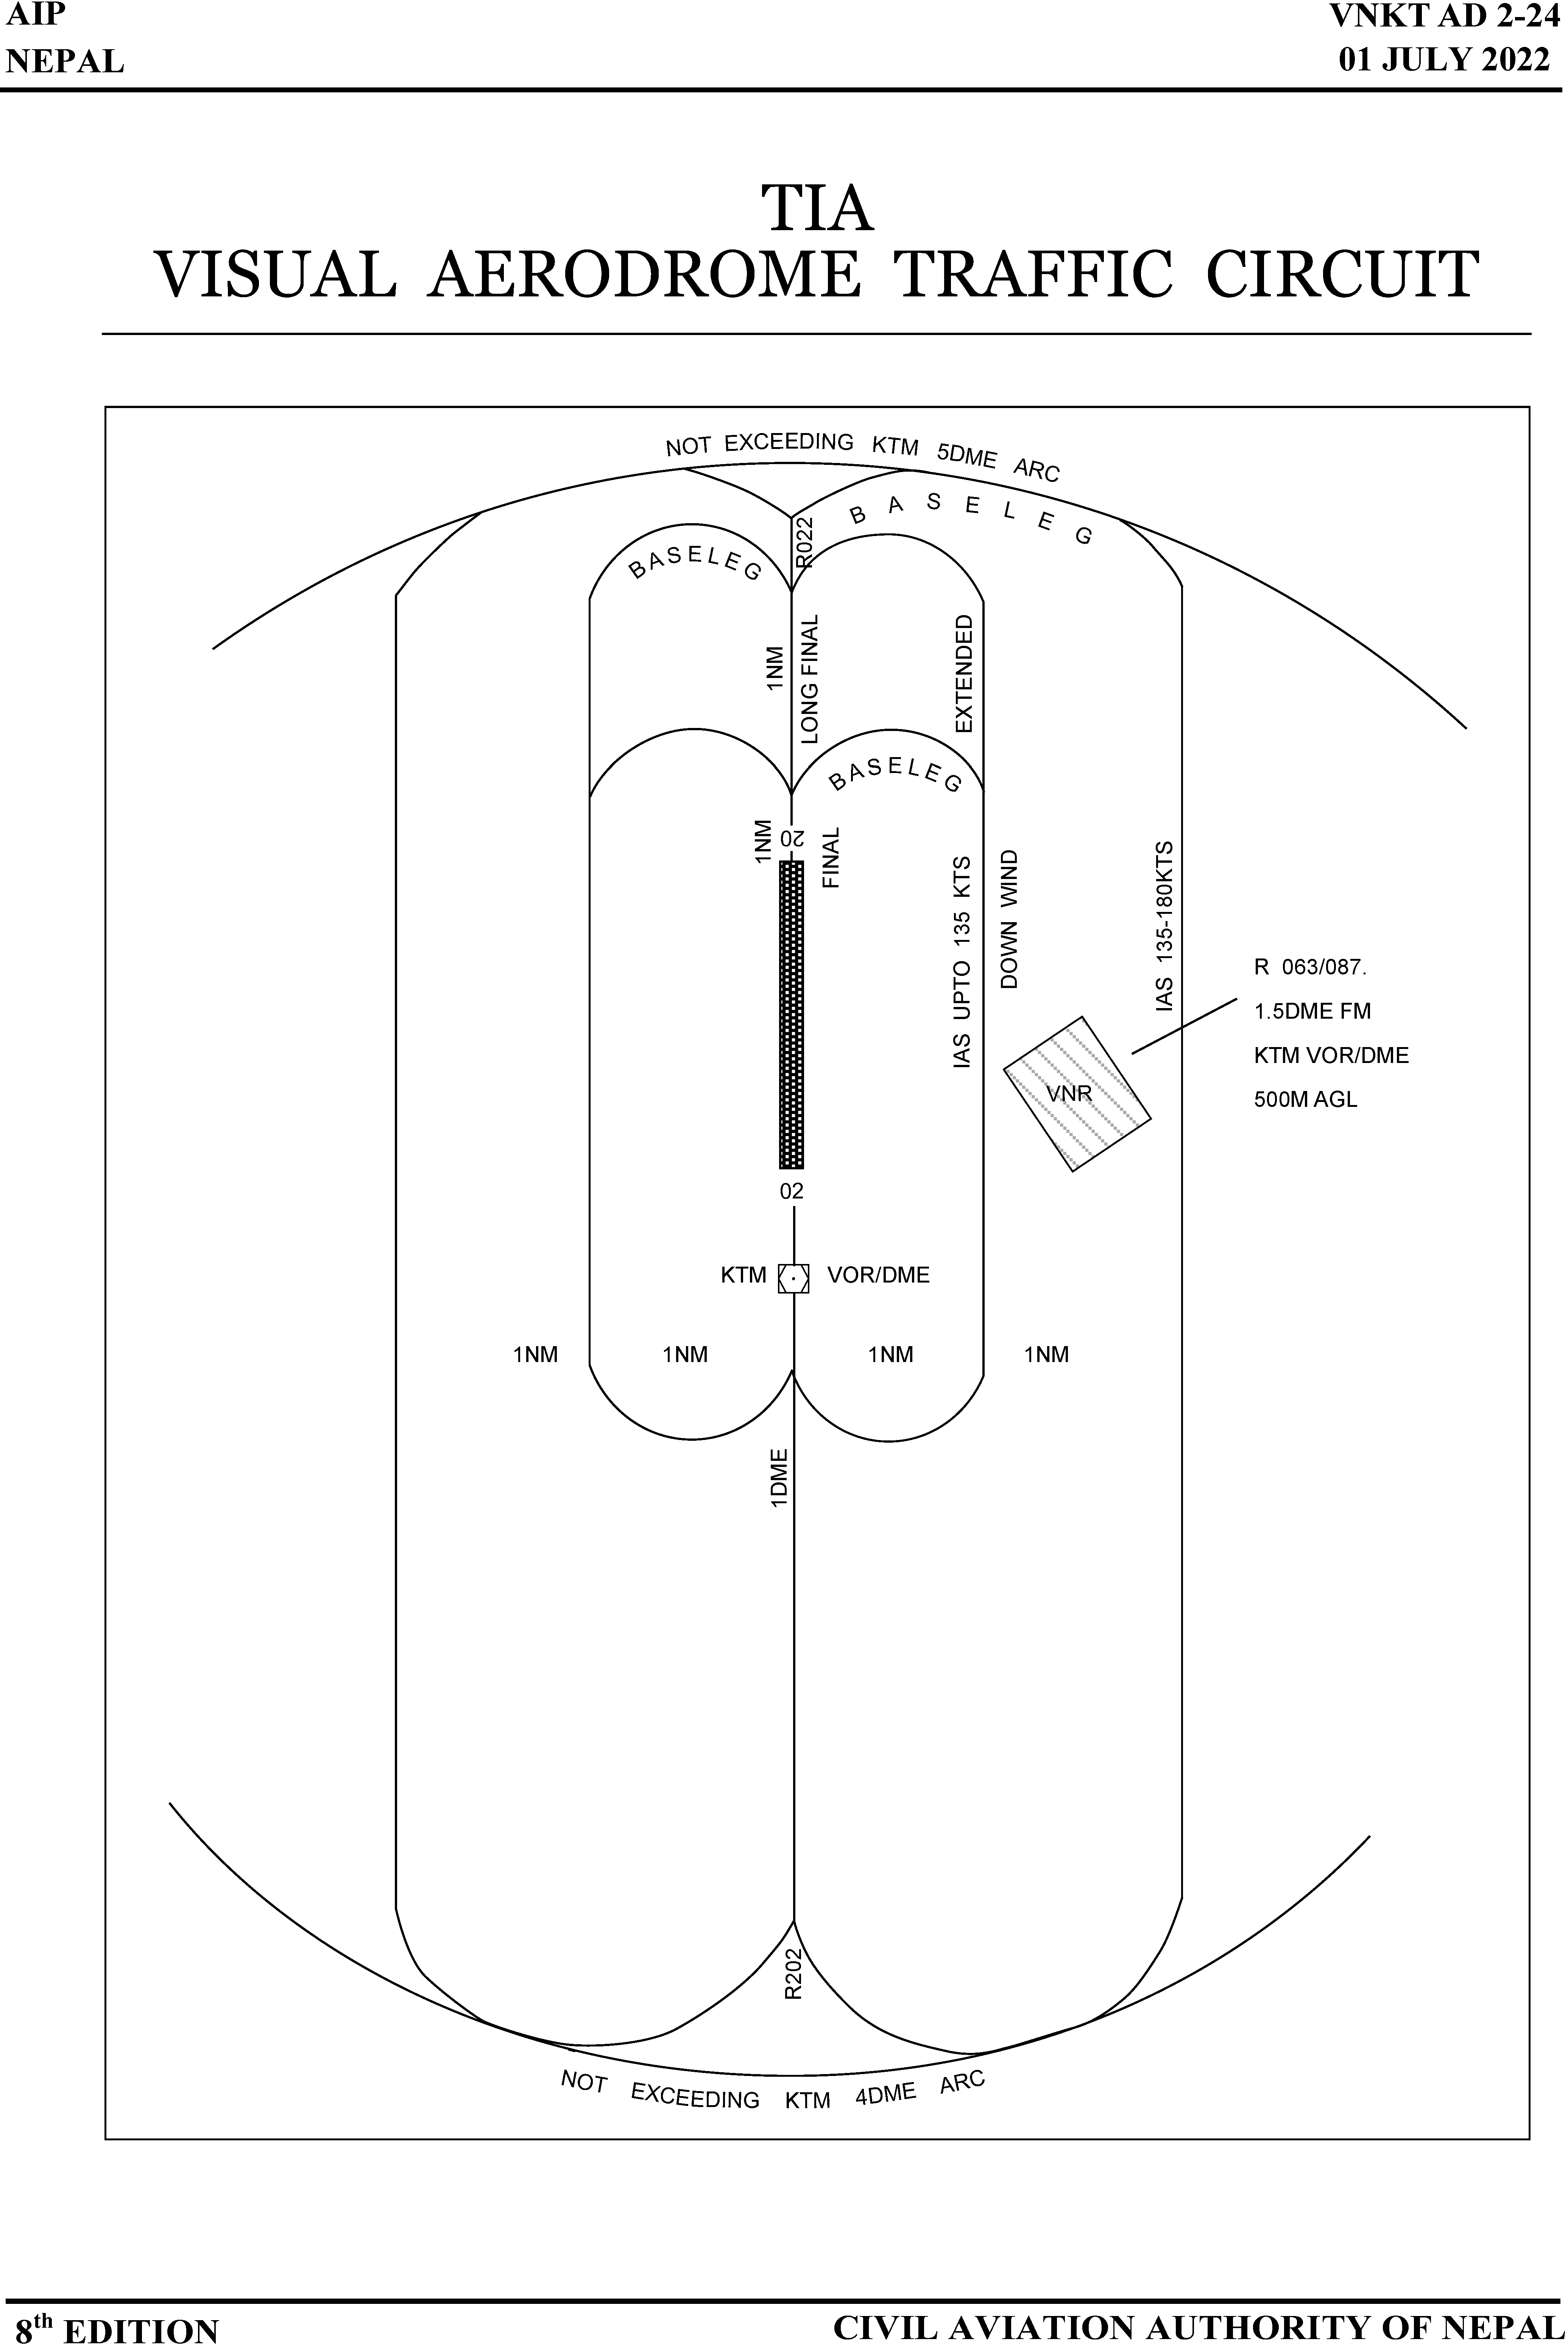 AIP
VNKT AD 2-24
NEPAL
01 JULY 2022
TIA
VISUAL AERODROME TRAFFIC CIRCUIT
NOT EXCEEDING KTM 5DME ARC
BASELEG
R022
BASELEG
1NM
LONG FINAL
EXTENDED
BASELEG
1NM
20
FINAL
IAS UPTO 135 KTS
DOWN WIND
IAS 135-180KTS
R 063/087.
1.5DME FM
KTM VOR/DME
500M AGL
VNR
02
KTM VOR/DME
1NM 1NM 1NM 1NM
1DME
R202
NOT EXCEEDING KTM 4DME ARC
8th EDITION
CIVIL AVIATION AUTHORITY OF NEPAL